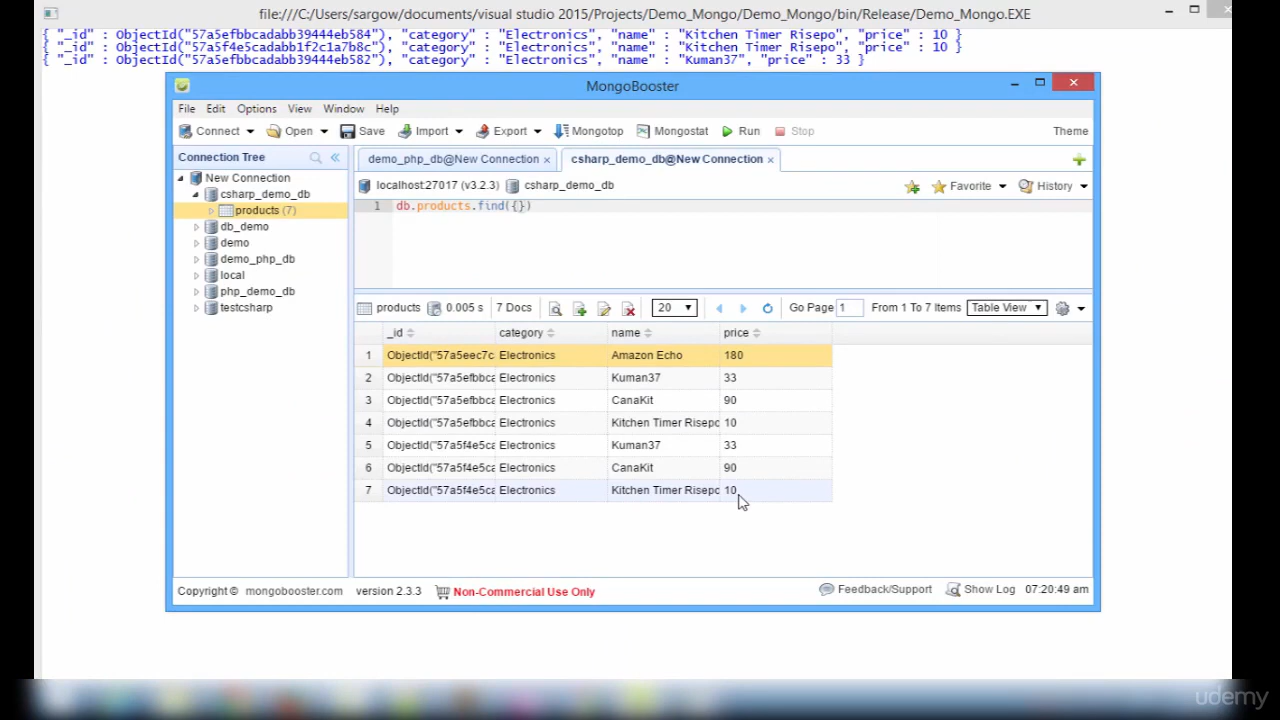 file:///C:/Users/sargow/documents/visual studio 2015/Projects/Demo_Mongo/Demo_Mongo/bin/Release/Demo_Mongo.EXE
{ "_id" : ObjectId("57a5efbbcadabb39444eb584"), "category" : "Electronics", "name" : "Kitchen Timer Risepo", "price" : 10 }
{ "_id" : ObjectId("57a5f4e5cadabb1f2c1a7b8c"), "category" : "Electronics", "name" : "Kitchen Timer Risepo", "price" : 10 }
{ "_id" : ObjectId("57a5efbbcadabb39444eb582"), "category" : "Electronics", "name" : "Kuman37", "price" : 33 }
MongoBooster
File Edit Options View Window Help
Connect Open Save Import Export Mongotop Mongostat Run Stop Theme
Connection Tree
New Connection
csharp_demo_db
products (7)
db_demo
demo
demo_php_db
local
php_demo_db
testcsharp
demo_php_db@New Connection × csharp_demo_db@New Connection ×
localhost:27017 (v3.2.3) csharp_demo_db Favorite History
1 db.products.find({})
products 0.005 s 7 Docs 20 Go Page 1 From 1 To 7 Items Table View
_id category name price
1 ObjectId("57a5eec7c Electronics Amazon Echo 180
2 ObjectId("57a5efbbca Electronics Kuman37 33
3 ObjectId("57a5efbbca Electronics CanaKit 90
4 ObjectId("57a5efbbca Electronics Kitchen Timer Risepo 10
5 ObjectId("57a5f4e5ca Electronics Kuman37 33
6 ObjectId("57a5f4e5ca Electronics CanaKit 90
7 ObjectId("57a5f4e5ca Electronics Kitchen Timer Risepo 10
Copyright © mongobooster.com version 2.3.3 Non-Commercial Use Only Feedback/Support Show Log 07:20:49 am
udemy